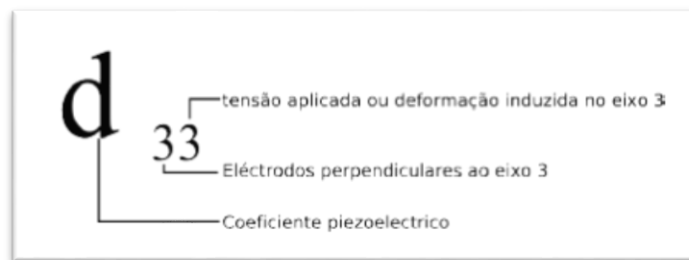 d
tensão aplicada ou deformação induzida no eixo 3
33
Eléctrodos perpendiculares ao eixo 3
Coeficiente piezoelectrico